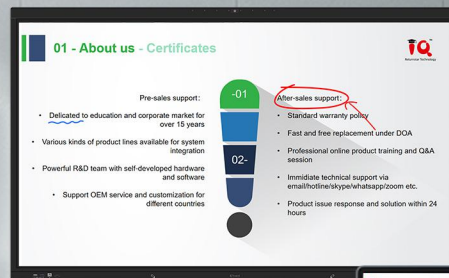 01 - About us - Certificates
IQ
Pre-sales support:
-01
After-sales support:
Delicated to education and corporate market for
over 15 years
Various kinds of product lines available for system
integration
Powerful R&D team with self-developed hardware
and software
Support OEM service and customization for
different countries
02-
Standard warranty policy
Fast and free replacement under DOA
Professional online product training and Q&A
session
Immidiate technical support via
email/hotline/skype/whatsapp/zoom etc.
Product issue response and solution within 24
hours